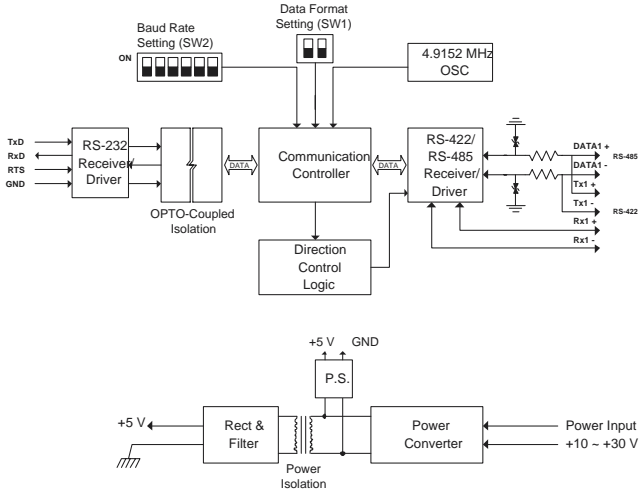 Data Format
Setting (SW1)
Baud Rate
Setting (SW2)
ON
4.9152 MHz
OSC
TxD
RxD
RTS
GND
RS-232
Receiver/
Driver
OPTO-Coupled
Isolation
DATA
Communication
Controller
DATA
RS-422/
RS-485
Receiver/
Driver
DATA1 +
RS-485
DATA1 -
Tx1 +
Tx1 -
RS-422
Rx1 +
Rx1 -
Direction
Control
Logic
+5 V GND
P.S.
+5 V
Rect &
Filter
Power
Isolation
Power
Converter
Power Input
+10 ~ +30 V